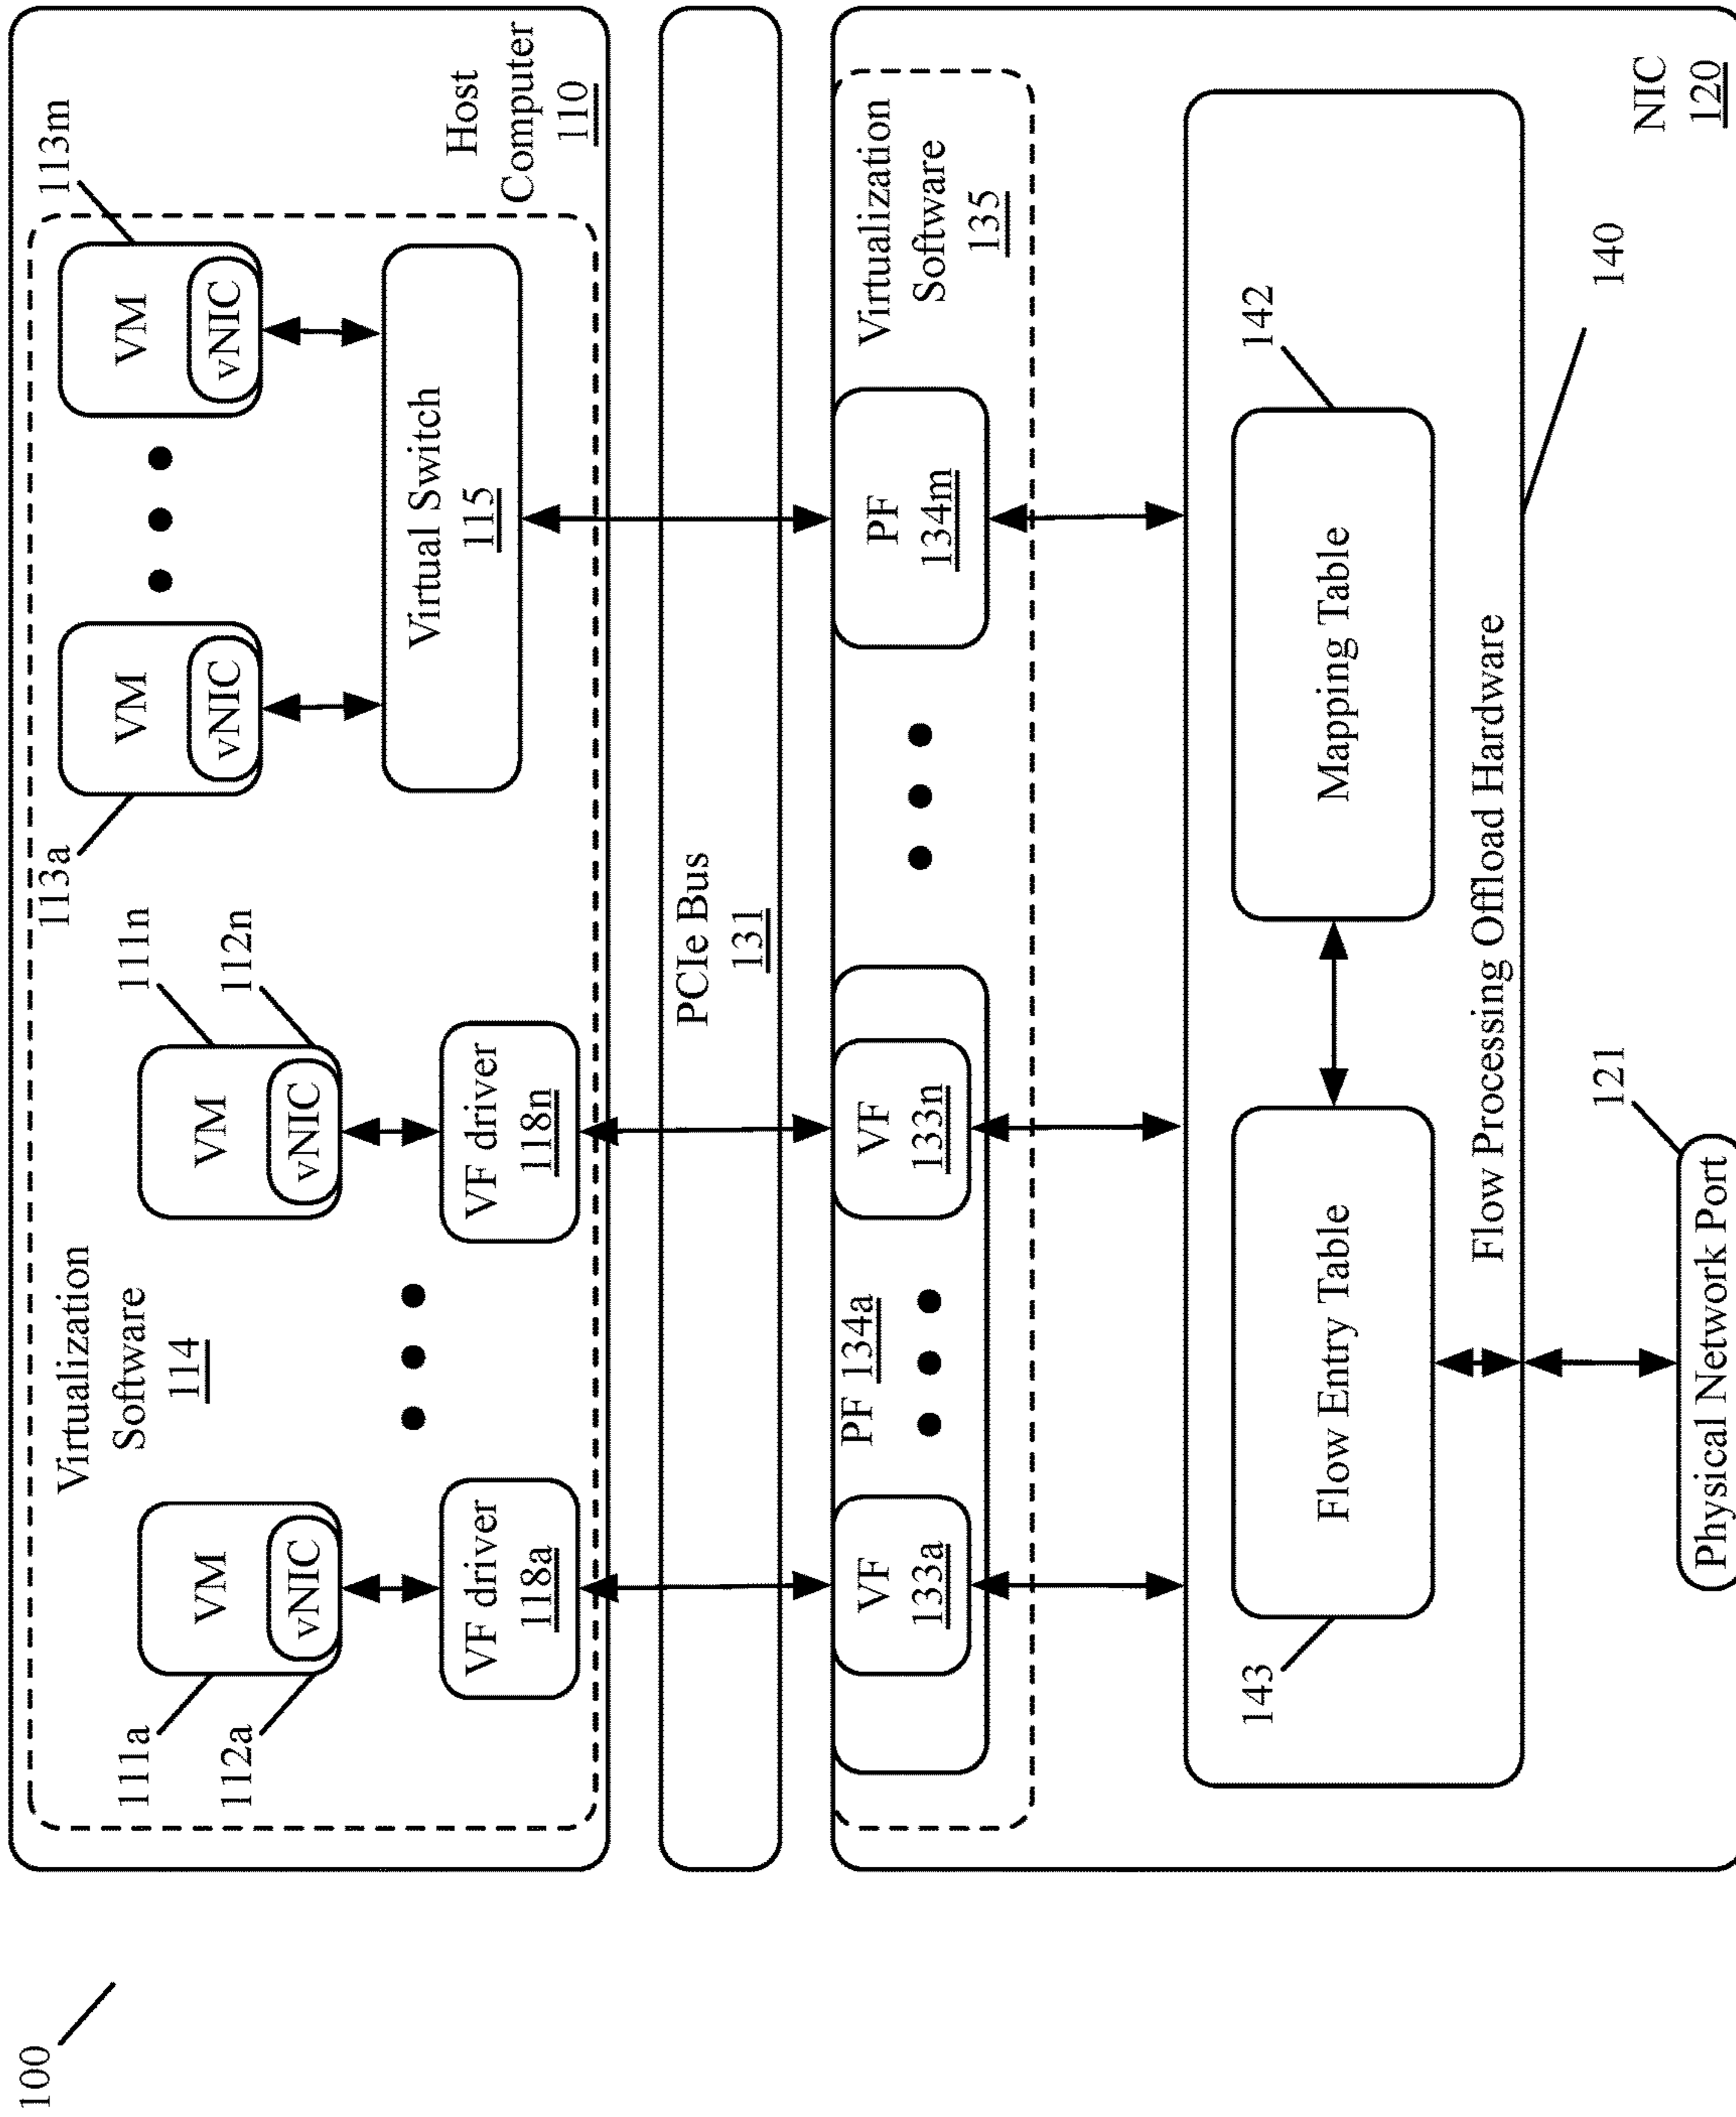 100
113a
113m
VM
vNIC
VM
vNIC
Host
Computer
110
Virtualization
Software
114
111a
112a
VM
vNIC
111n
112n
VM
vNIC
Virtual Switch
115
VF driver
118a
VF driver
118n
PCIe Bus
131
VF
133a
PF 134a
VF
133n
PF
134m
Virtualization
Software
135
143
Flow Entry Table
142
Mapping Table
Flow Processing Offload Hardware
140
121
Physical Network Port
NIC
120